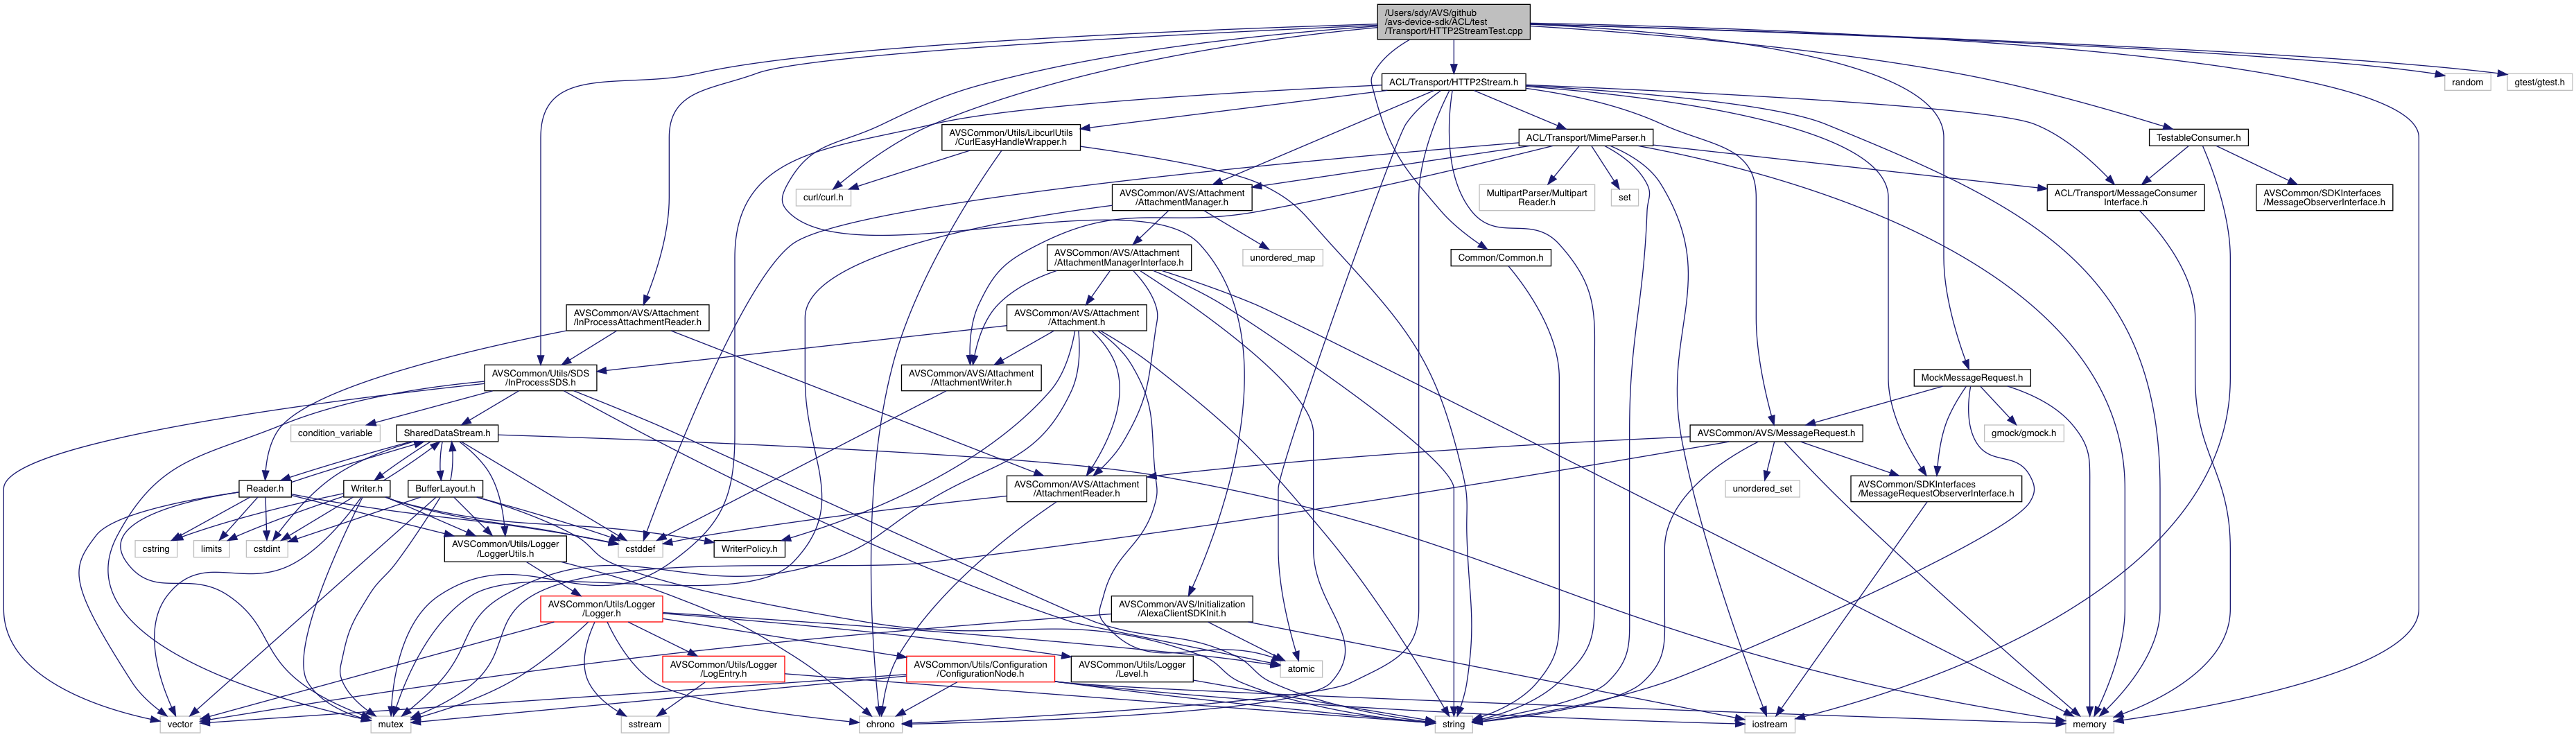 /Users/sdy/AVS/github
/avs-device-sdk/ACL/test
/Transport/HTTP2StreamTest.cpp
ACL/Transport/HTTP2Stream.h
random
gtest/gtest.h
AVSCommon/Utils/LibcurlUtils
/CurlEasyHandleWrapper.h
ACL/Transport/MimeParser.h
TestableConsumer.h
curl/curl.h
AVSCommon/AVS/Attachment
/AttachmentManager.h
MultipartParser/Multipart
Reader.h
set
ACL/Transport/MessageConsumer
Interface.h
AVSCommon/SDKInterfaces
/MessageObserverInterface.h
AVSCommon/AVS/Attachment
/AttachmentManagerInterface.h
unordered_map
Common/Common.h
AVSCommon/AVS/Attachment
/InProcessAttachmentReader.h
AVSCommon/AVS/Attachment
/Attachment.h
AVSCommon/Utils/SDS
/InProcessSDS.h
AVSCommon/AVS/Attachment
/AttachmentWriter.h
MockMessageRequest.h
condition_variable
SharedDataStream.h
AVSCommon/AVS/MessageRequest.h
gmock/gmock.h
Reader.h
Writer.h
BufferLayout.h
AVSCommon/AVS/Attachment
/AttachmentReader.h
unordered_set
AVSCommon/SDKInterfaces
/MessageRequestObserverInterface.h
cstring
limits
cstdint
AVSCommon/Utils/Logger
/LoggerUtils.h
cstddef
WriterPolicy.h
AVSCommon/Utils/Logger
/Logger.h
AVSCommon/AVS/Initialization
/AlexaClientSDKInit.h
AVSCommon/Utils/Logger
/LogEntry.h
AVSCommon/Utils/Configuration
/ConfigurationNode.h
AVSCommon/Utils/Logger
/Level.h
atomic
vector
mutex
sstream
chrono
string
iostream
memory